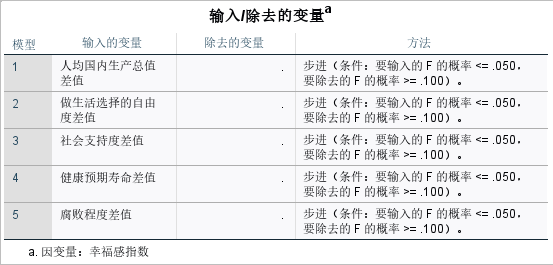 输入/除去的变量a
模型 输入的变量 除去的变量 方法
1 人均国内生产总值 . 步进（条件：要输入的 F 的概率 <= .050，
差值 要除去的 F 的概率 >= .100）。
2 做生活选择的自由 . 步进（条件：要输入的 F 的概率 <= .050，
度差值 要除去的 F 的概率 >= .100）。
3 社会支持度差值 . 步进（条件：要输入的 F 的概率 <= .050，
要除去的 F 的概率 >= .100）。
4 健康预期寿命差值 . 步进（条件：要输入的 F 的概率 <= .050，
要除去的 F 的概率 >= .100）。
5 腐败程度差值 . 步进（条件：要输入的 F 的概率 <= .050，
要除去的 F 的概率 >= .100）。
a. 因变量：幸福感指数